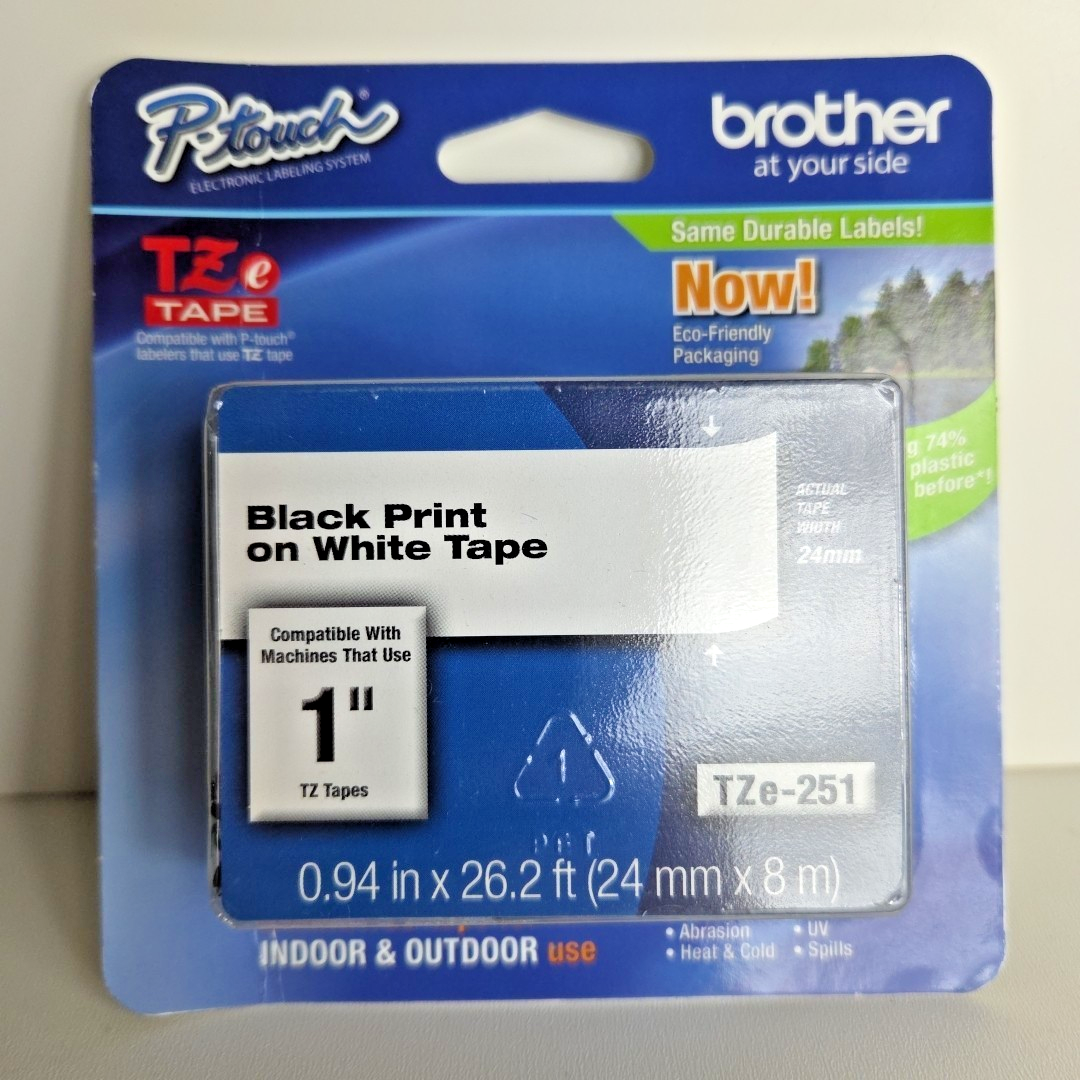 P-touch®
ELECTRONIC LABELING SYSTEM
brother
at your side
TZe
TAPE
Compatible with P-touch®
labelers that use TZ tape
Same Durable Labels!
Now!
Eco-Friendly
Packaging
74%
plastic
before*!
Black Print
on White Tape
ACTUAL
TAPE
WIDTH
24mm
Compatible With
Machines That Use
1"
TZ Tapes
1
TZe-251
0.94 in x 26.2 ft (24 mm x 8 m)
INDOOR & OUTDOOR use
• Abrasion
• Heat & Cold
• UV
• Spills